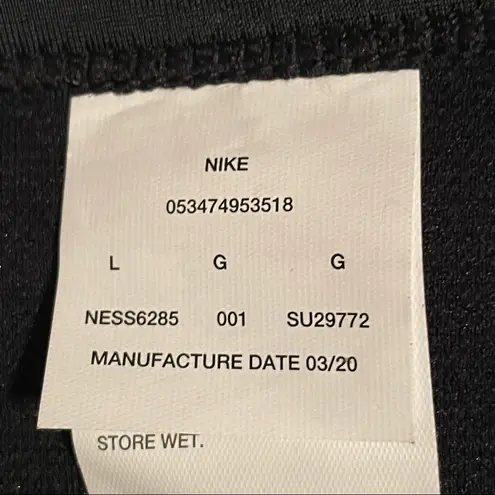 NIKE
053474953518
L G G
NESS6285 001 SU29772
MANUFACTURE DATE 03/20
STORE WET.